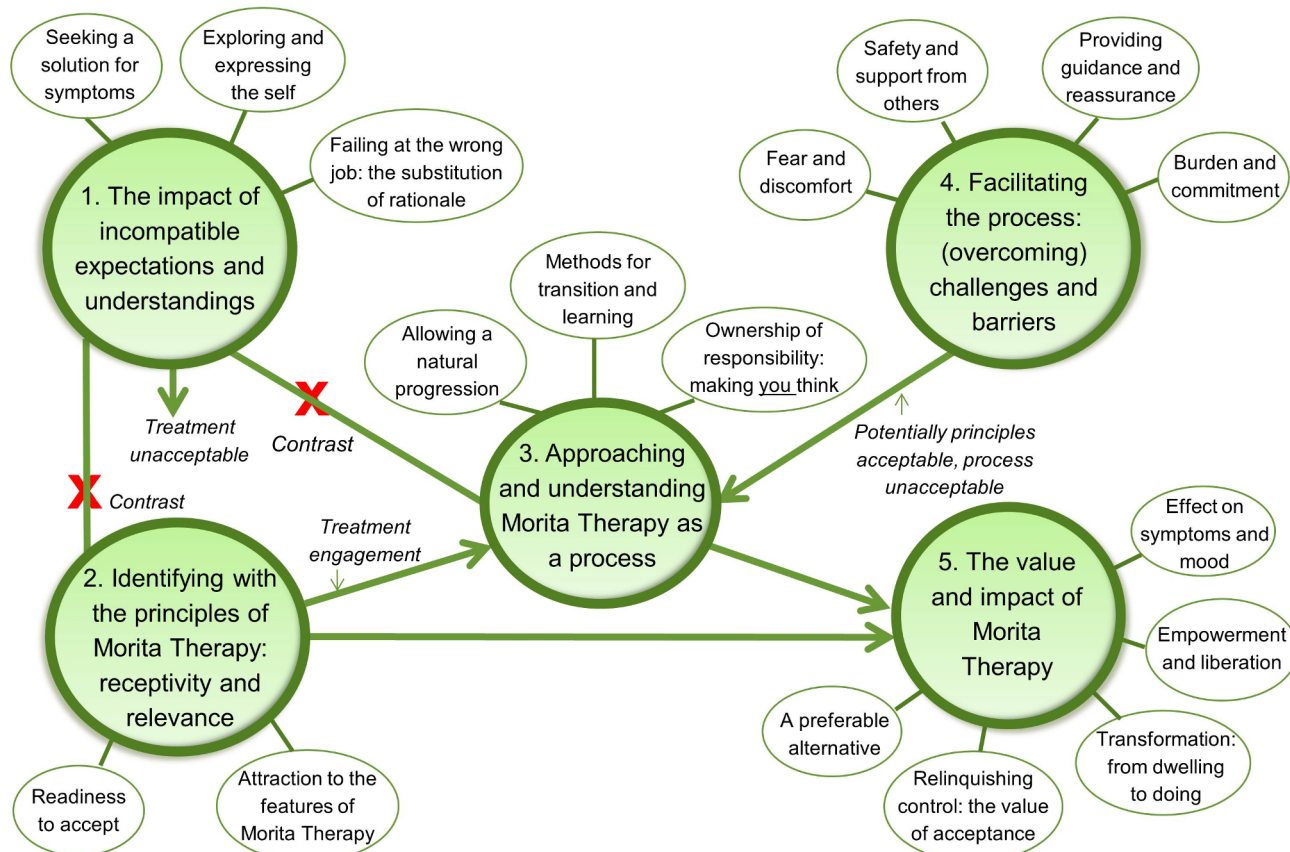 Seeking a
solution for
symptoms
Exploring and
expressing
the self
Failing at the wrong
job: the substitution
of rationale
1. The impact of
incompatible
expectations and
understandings
Safety and
support from
others
Providing
guidance and
reassurance
Fear and
discomfort
Burden and
commitment
4. Facilitating
the process:
(overcoming)
challenges and
barriers
Methods for
transition and
learning
Allowing a
natural
progression
Ownership of
responsibility:
making you think
3. Approaching
and understanding
Morita Therapy as
a process
X
Contrast
Treatment
unacceptable
X
Contrast
Potentially principles
acceptable, process
unacceptable
Treatment
engagement
2. Identifying with
the principles of
Morita Therapy:
receptivity and
relevance
Readiness
to accept
Attraction to the
features of
Morita Therapy
5. The value
and impact of
Morita
Therapy
Effect on
symptoms and
mood
Empowerment
and liberation
Transformation:
from dwelling
to doing
Relinquishing
control: the value
of acceptance
A preferable
alternative